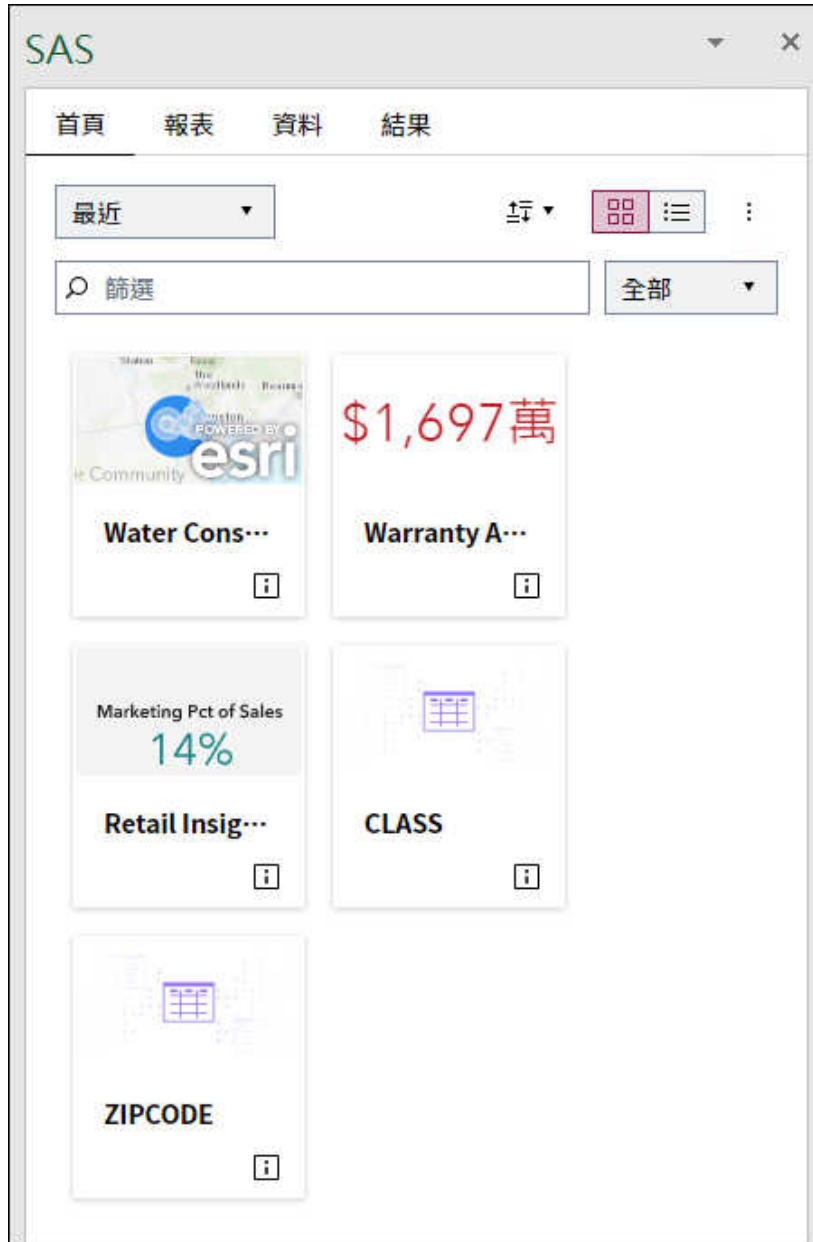 SAS
首頁 報表 資料 結果
最近
篩選 全部
POWERED BY
esri
Community
$1,697萬
Water Cons··· Warranty A···
Marketing Pct of Sales
14%
Retail Insig··· CLASS
ZIPCODE